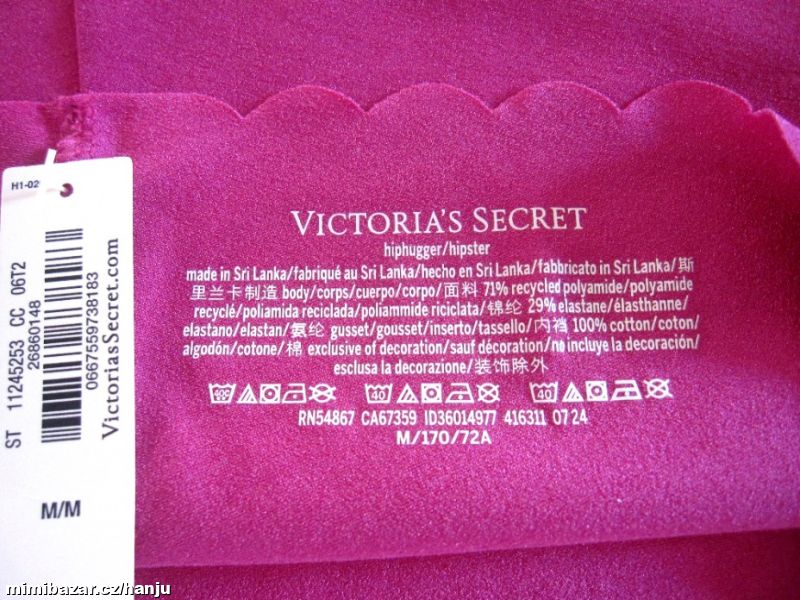 H1-02
ST 11245253 CC 06T2
26860148
0667559738183
VictoriasSecret.com
M/M
VICTORIA'S SECRET
hiphugger/hipster
made in Sri Lanka/fabriqué au Sri Lanka/hecho en Sri Lanka/fabbricato in Sri Lanka/斯
里兰卡制造 body/corps/cuerpo/corpo/面料 71% recycled polyamide/polyamide
recyclé/poliamida reciclada/poliammide riciclata/锦纶 29% elastane/élasthanne/
elastano/elastan/氨纶 gusset/gousset/inserto/tassello/内裆 100% cotton/coton/
algodón/cotone/棉 exclusive of decoration/sauf décoration/no incluye la decoración/
esclusa la decorazione/装饰除外
40 40 40
RN54867 CA67359 ID36014977 416311 07 24
M/170/72A
mimibazar.cz/hanju